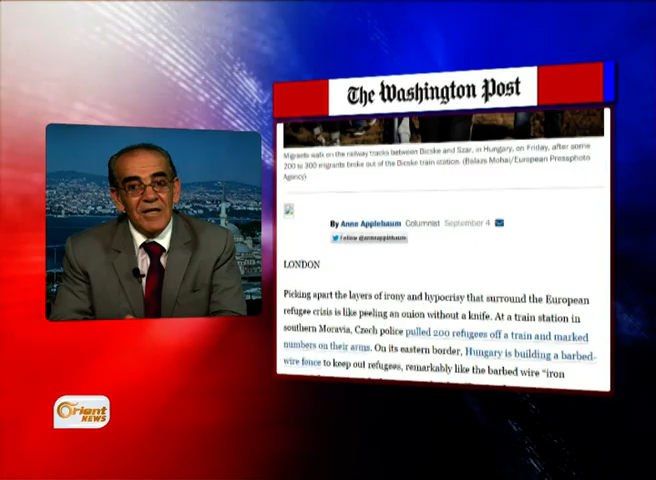 The Washington Post
Migrants walk on the railway tracks between Bicske and Szar, in Hungary, on Friday, after some
200 to 300 migrants broke out of the Bicske train station. (Balazs Mohai/European Pressphoto
Agency)
By Anne Applebaum Columnist September 4
Follow @anneapplebaum
LONDON
Picking apart the layers of irony and hypocrisy that surround the European
refugee crisis is like peeling an onion without a knife. At a train station in
southern Moravia, Czech police pulled 200 refugees off a train and marked
numbers on their arms. On its eastern border, Hungary is building a barbed-
wire fence to keep out refugees, remarkably like the barbed wire “iron
Orient
NEWS